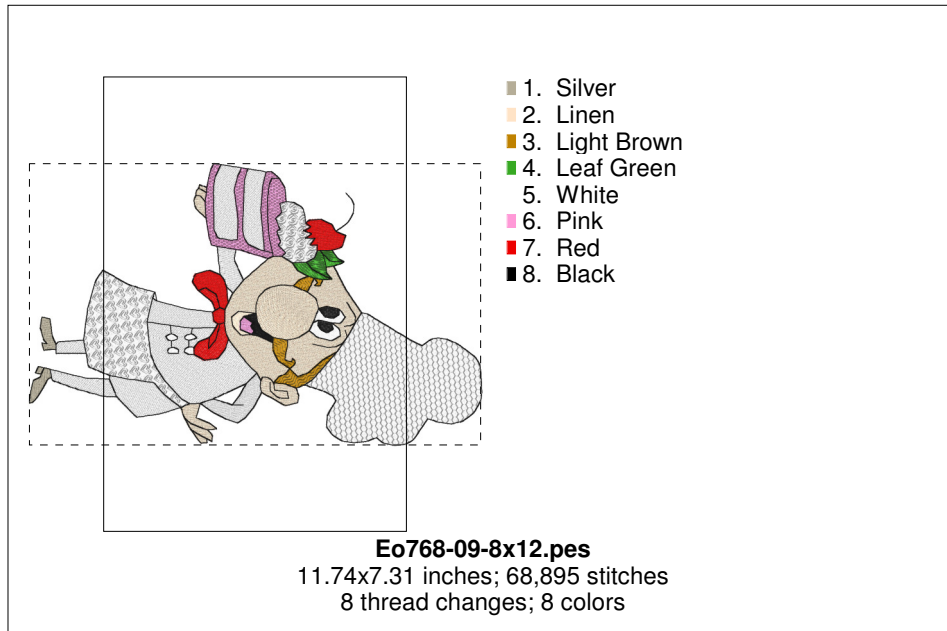 1. Silver
2. Linen
3. Light Brown
4. Leaf Green
5. White
6. Pink
7. Red
8. Black
Eo768-09-8x12.pes
11.74x7.31 inches; 68,895 stitches
8 thread changes; 8 colors